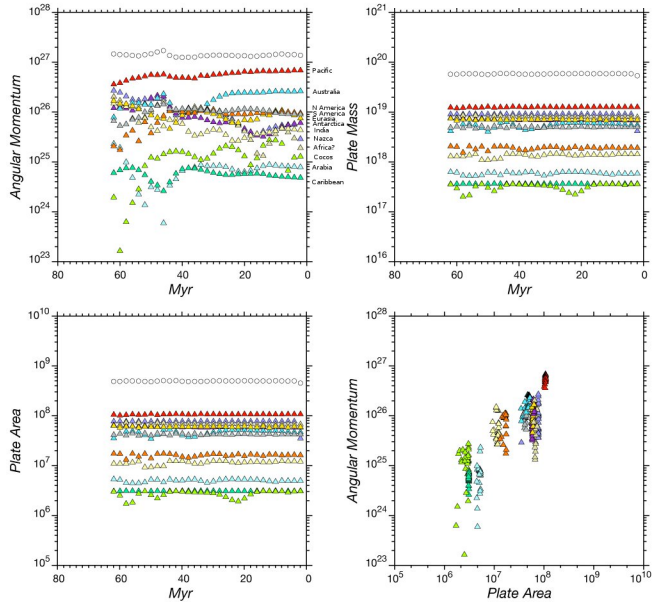 10^28
10^27
10^26
10^25
10^24
10^23
Angular Momentum
80 60 40 20 0
Myr
Pacific
Australia
N America
S America
Eurasia
Antarctica
India
Nazca
Africa?
Cocos
Arabia
Caribbean
10^21
10^20
10^19
10^18
10^17
10^16
Plate Mass
80 60 40 20 0
Myr
10^10
10^9
10^8
10^7
10^6
10^5
Plate Area
80 60 40 20 0
Myr
10^28
10^27
10^26
10^25
10^24
10^23
Angular Momentum
10^5 10^6 10^7 10^8 10^9 10^10
Plate Area